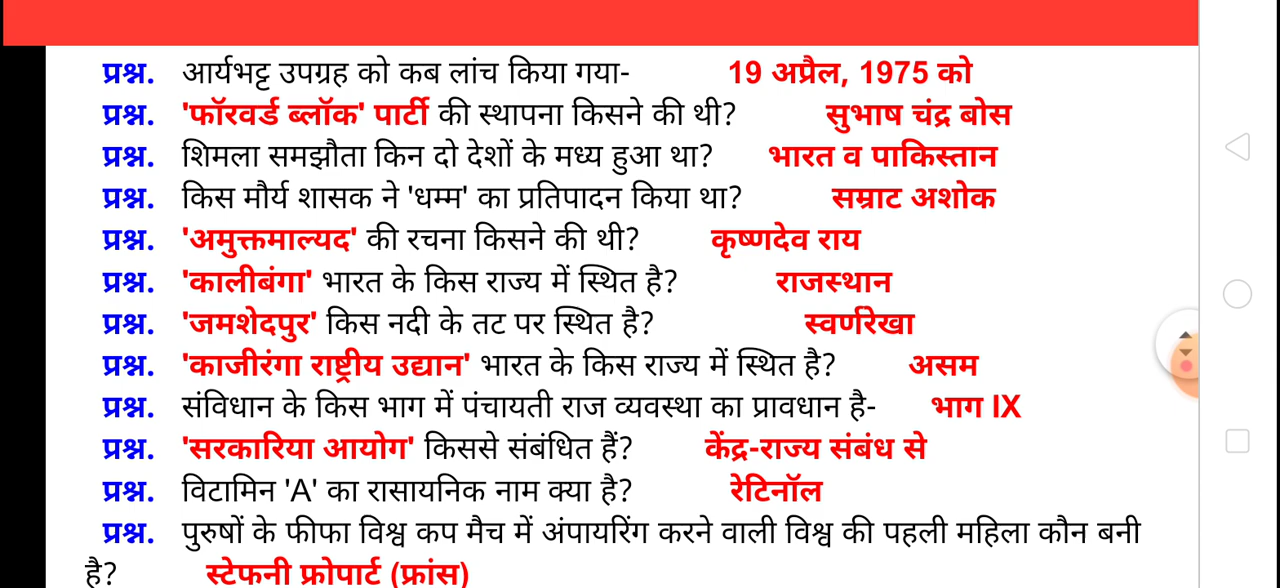 प्रश्न. आर्यभट्ट उपग्रह को कब लांच किया गया- 19 अप्रैल, 1975 को
प्रश्न. 'फॉरवर्ड ब्लॉक' पार्टी की स्थापना किसने की थी? सुभाष चंद्र बोस
प्रश्न. शिमला समझौता किन दो देशों के मध्य हुआ था? भारत व पाकिस्तान
प्रश्न. किस मौर्य शासक ने 'धम्म' का प्रतिपादन किया था? सम्राट अशोक
प्रश्न. 'अमुक्तमाल्यद' की रचना किसने की थी? कृष्णदेव राय
प्रश्न. 'कालीबंगा' भारत के किस राज्य में स्थित है? राजस्थान
प्रश्न. 'जमशेदपुर' किस नदी के तट पर स्थित है? स्वर्णरेखा
प्रश्न. 'काजीरंगा राष्ट्रीय उद्यान' भारत के किस राज्य में स्थित है? असम
प्रश्न. संविधान के किस भाग में पंचायती राज व्यवस्था का प्रावधान है- भाग IX
प्रश्न. 'सरकारिया आयोग' किससे संबंधित हैं? केंद्र-राज्य संबंध से
प्रश्न. विटामिन 'A' का रासायनिक नाम क्या है? रेटिनॉल
प्रश्न. पुरुषों के फीफा विश्व कप मैच में अंपायरिंग करने वाली विश्व की पहली महिला कौन बनी
है? स्टेफनी फ्रोपार्ट (फ्रांस)